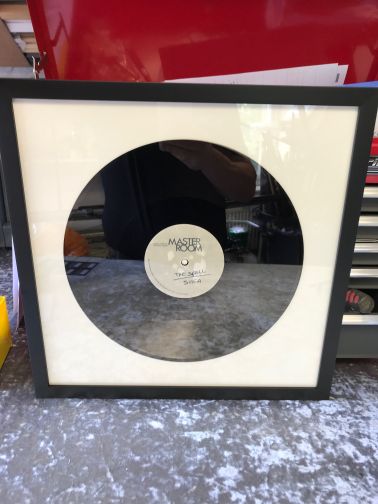 MASTER
ROOM
THE SPELL
SIDE A